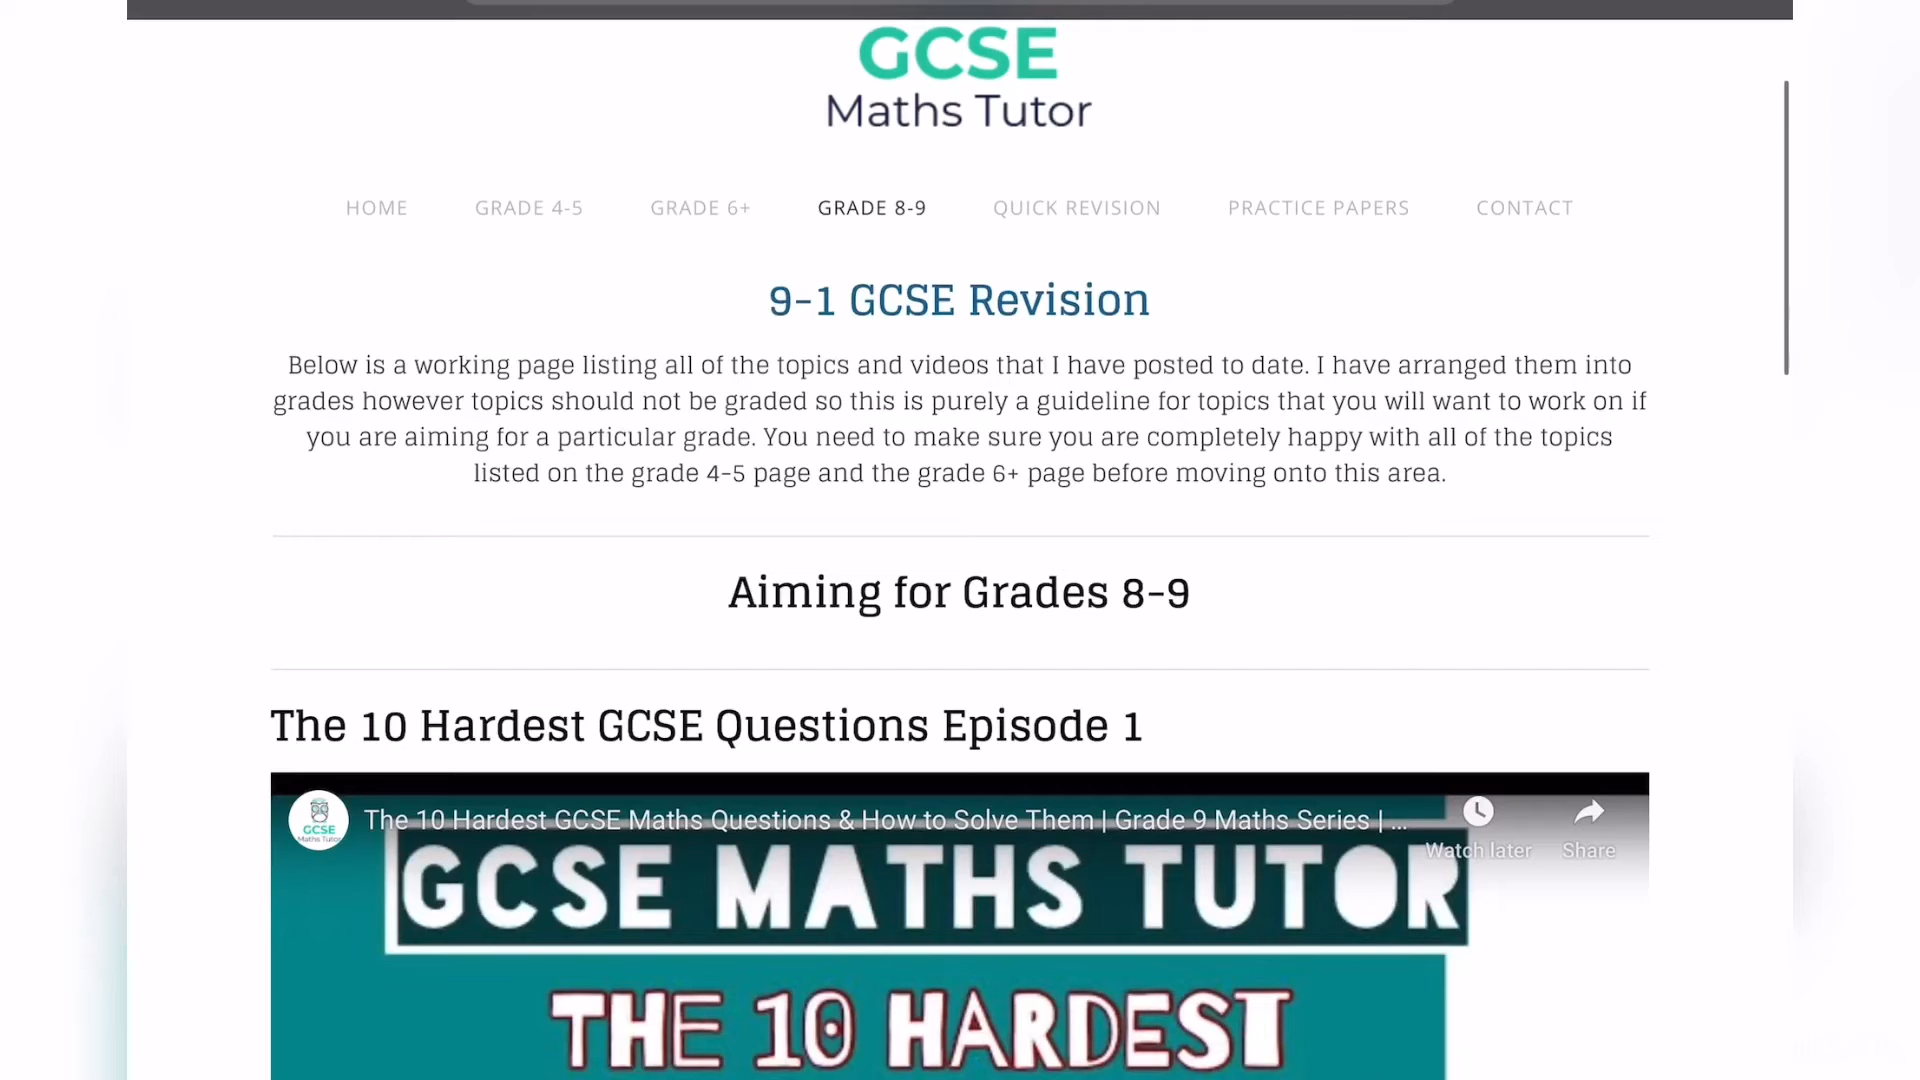 GCSE
Maths Tutor
HOME GRADE 4-5 GRADE 6+ GRADE 8-9 QUICK REVISION PRACTICE PAPERS CONTACT
9-1 GCSE Revision
Below is a working page listing all of the topics and videos that I have posted to date. I have arranged them into
grades however topics should not be graded so this is purely a guideline for topics that you will want to work on if
you are aiming for a particular grade. You need to make sure you are completely happy with all of the topics
listed on the grade 4-5 page and the grade 6+ page before moving onto this area.
Aiming for Grades 8-9
The 10 Hardest GCSE Questions Episode 1
GCSE
Maths Tutor
The 10 Hardest GCSE Maths Questions & How to Solve Them | Grade 9 Maths Series | ...
Watch later Share
GCSE MATHS TUTOR
THE 10 HARDEST